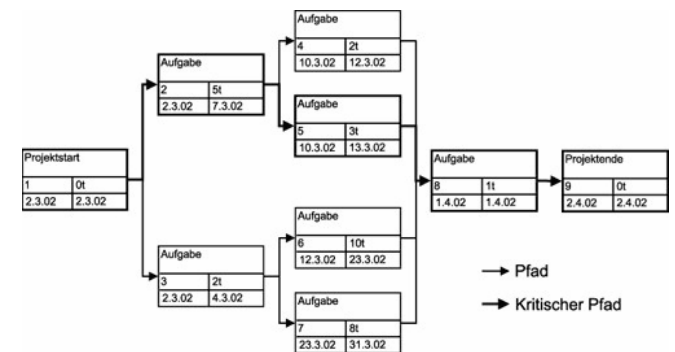 Aufgabe
4 2t
10.3.02 12.3.02
Aufgabe
2 5t
2.3.02 7.3.02
Aufgabe
5 3t
10.3.02 13.3.02
Projektstart
1 0t
2.3.02 2.3.02
Aufgabe
8 1t
1.4.02 1.4.02
Projektende
9 0t
2.4.02 2.4.02
Aufgabe
6 10t
12.3.02 23.3.02
Aufgabe
3 2t
2.3.02 4.3.02
Aufgabe
7 8t
23.3.02 31.3.02
Pfad
Kritischer Pfad